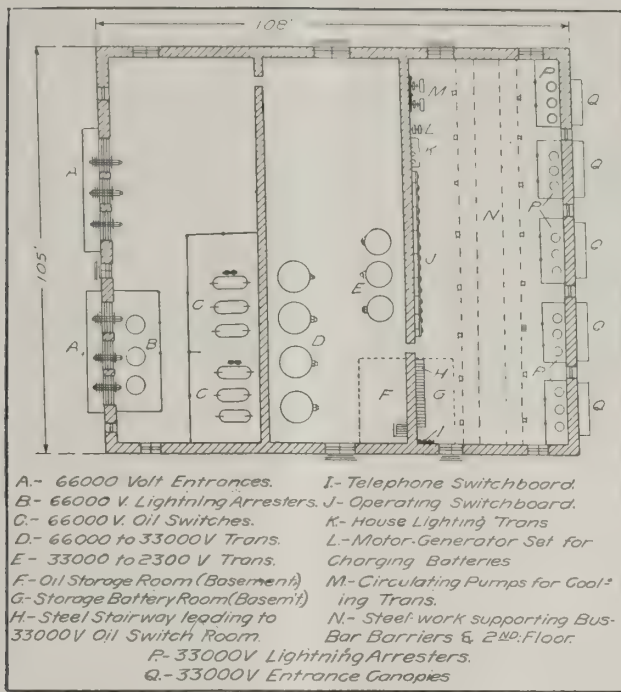 108'
105'
A
A,
B
C
C
D
E
F
G
H
I
J
K
L
M
N
P
P
P
Q
Q
Q
Q
Q
A.- 66000 Volt Entrances.
B- 66000 V. Lightning Arresters.
C.- 66000 V. Oil Switches.
D.- 66000 to 33000 V Trans.
E - 33000 to 2300 V Trans.
F.- Oil Storage Room (Basement)
G.- Storage Battery Room (Basem't)
H.- Steel Stairway leading to
33000 V Oil Switch Room.
I.- Telephone Switchboard.
J - Operating Switchboard.
K- House Lighting Trans
L.- Motor-Generator Set for
Charging Batteries
M.- Circulating Pumps for Cool-
ing Trans.
N.- Steel work supporting Bus-
Bar Barriers & 2ND. Floor.
P.- 33000 V Lightning Arresters.
Q.- 33000 V Entrance Canopies